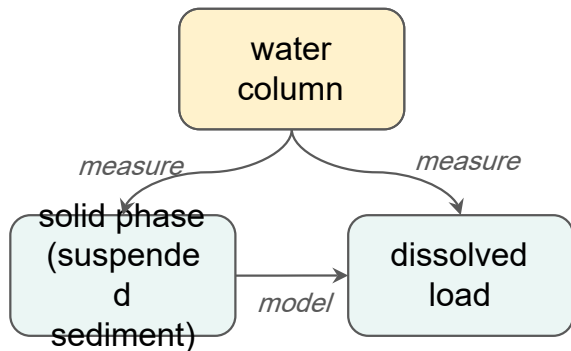 water
column
measure
measure
solid phase
(suspende
d
sediment)
dissolved
load
model